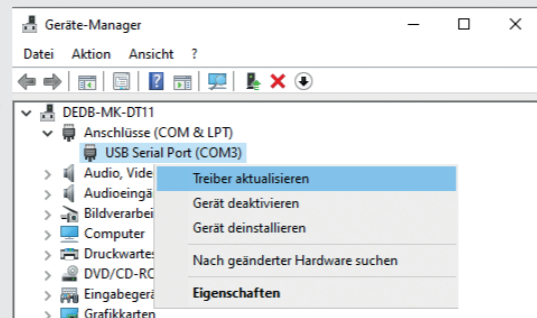 Geräte-Manager
Datei Aktion Ansicht ?
DEDB-MK-DT11
Anschlüsse (COM & LPT)
USB Serial Port (COM3)
Audio, Vide
Treiber aktualisieren
Audioeingä
Gerät deaktivieren
Bildverarbei
Gerät deinstallieren
Computer
Druckwartes
Nach geänderter Hardware suchen
DVD/CD-RO
Eingabegerä
Eigenschaften
Grafikkarten